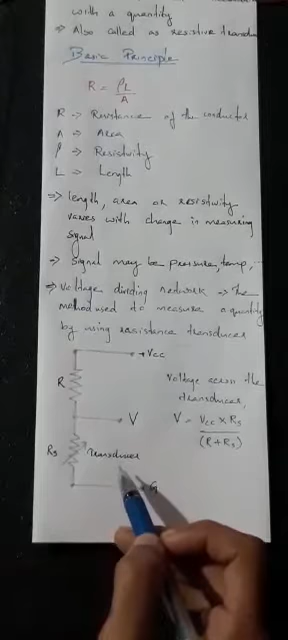 with a quantity
=> Also called as resistive transdu
Basic Principle
R = ρL/A
R -> Resistance of the conductor
A -> Area
ρ -> Resistivity
L -> Length
=> length, area or resistivity
varies with change in measuring
signal
=> Signal may be pressure, temp, ..
=> Voltage dividing network -> The
method used to measure a quantity
by using resistance transducer
+Vcc
R
Voltage across the
transducer,
V
V = Vcc x Rs / (R+Rs)
Rs
Transducer
G